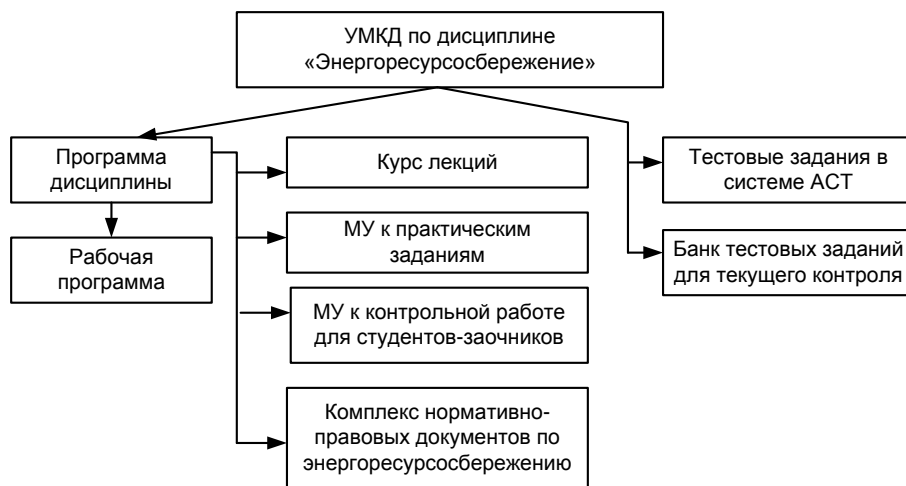 УМКД по дисциплине
«Энергоресурсосбережение»
Программа
дисциплины
Рабочая
программа
Курс лекций
МУ к практическим
заданиям
МУ к контрольной работе
для студентов-заочников
Комплекс нормативно-
правовых документов по
энергоресурсосбережению
Тестовые задания в
системе АСТ
Банк тестовых заданий
для текущего контроля